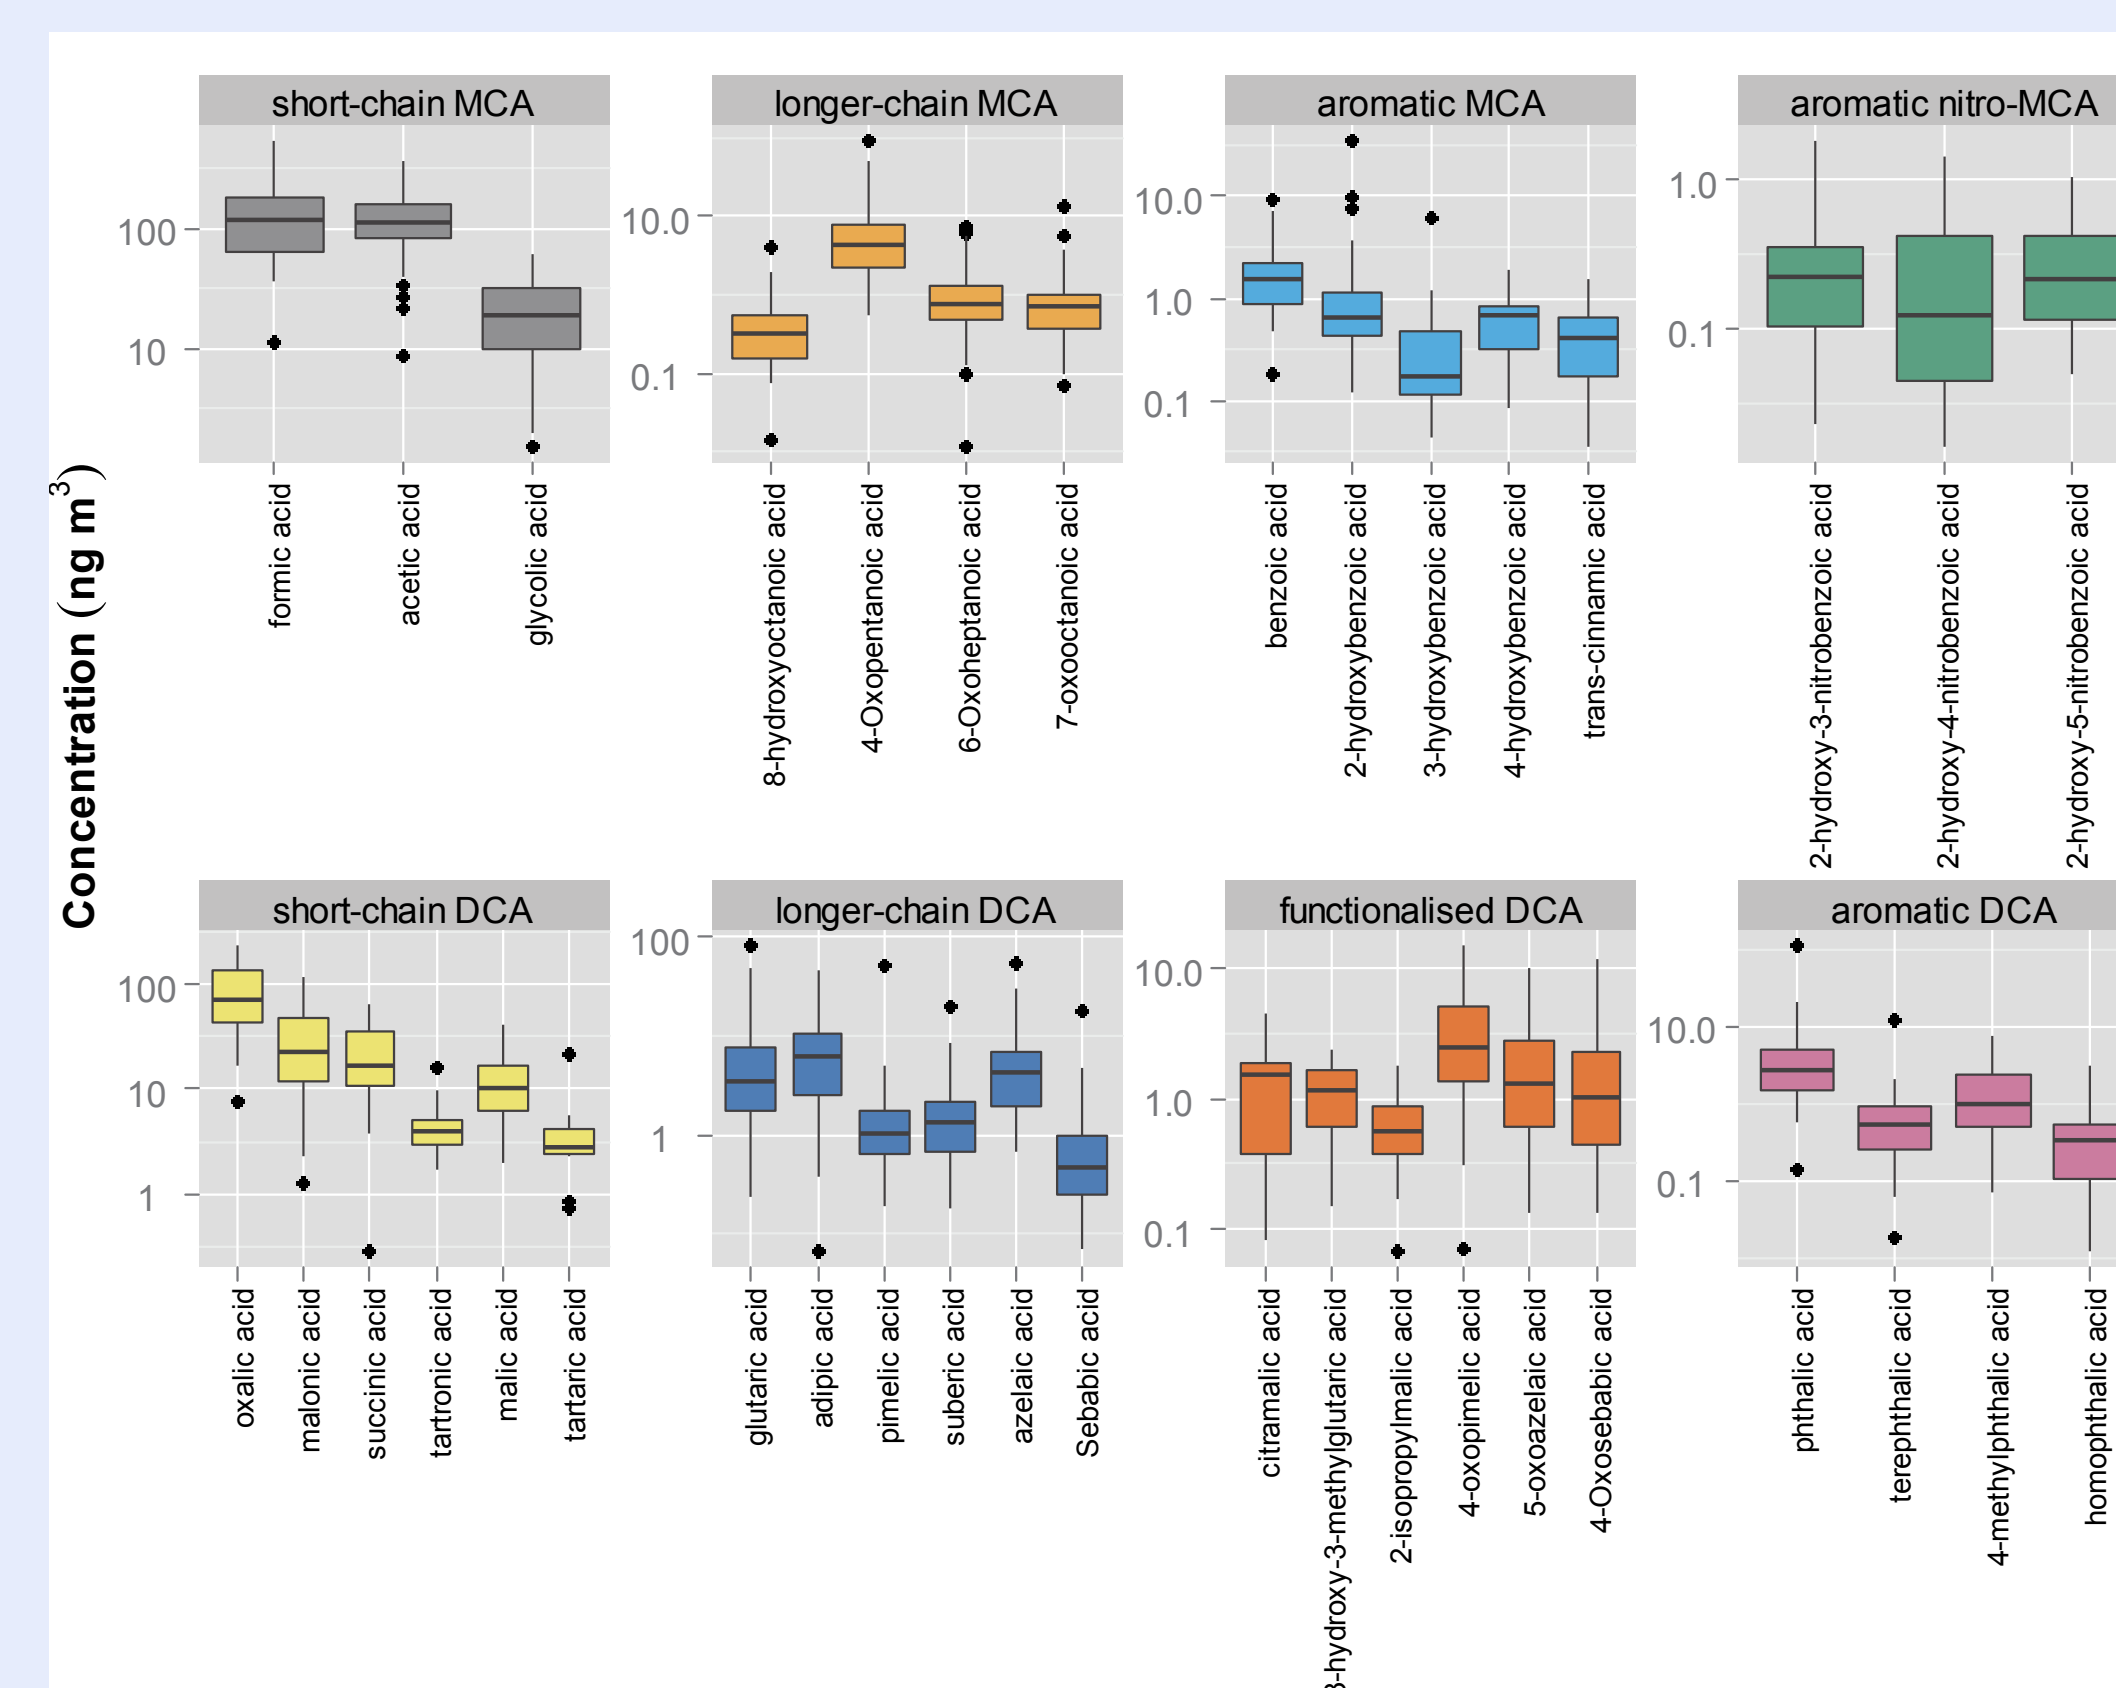 Concentration (ng m3)
short-chain MCA
100
10
formic acid
acetic acid
glycolic acid
longer-chain MCA
10.0
0.1
8-hydroxyoctanoic acid
4-Oxopentanoic acid
6-Oxoheptanoic acid
7-oxooctanoic acid
aromatic MCA
10.0
1.0
0.1
benzoic acid
2-hydroxybenzoic acid
3-hydroxybenzoic acid
4-hydroxybenzoic acid
trans-cinnamic acid
aromatic nitro-MCA
1.0
0.1
2-hydroxy-3-nitrobenzoic acid
2-hydroxy-4-nitrobenzoic acid
2-hydroxy-5-nitrobenzoic acid
short-chain DCA
100
10
1
oxalic acid
malonic acid
succinic acid
tartronic acid
malic acid
tartaric acid
longer-chain DCA
100
1
glutaric acid
adipic acid
pimelic acid
suberic acid
azelaic acid
Sebabic acid
functionalised DCA
10.0
1.0
0.1
citramalic acid
3-hydroxy-3-methylglutaric acid
2-isopropylmalic acid
4-oxopimelic acid
5-oxoazelaic acid
4-Oxosebabic acid
aromatic DCA
10.0
0.1
phthalic acid
terephthalic acid
4-methylphthalic acid
homophthalic acid